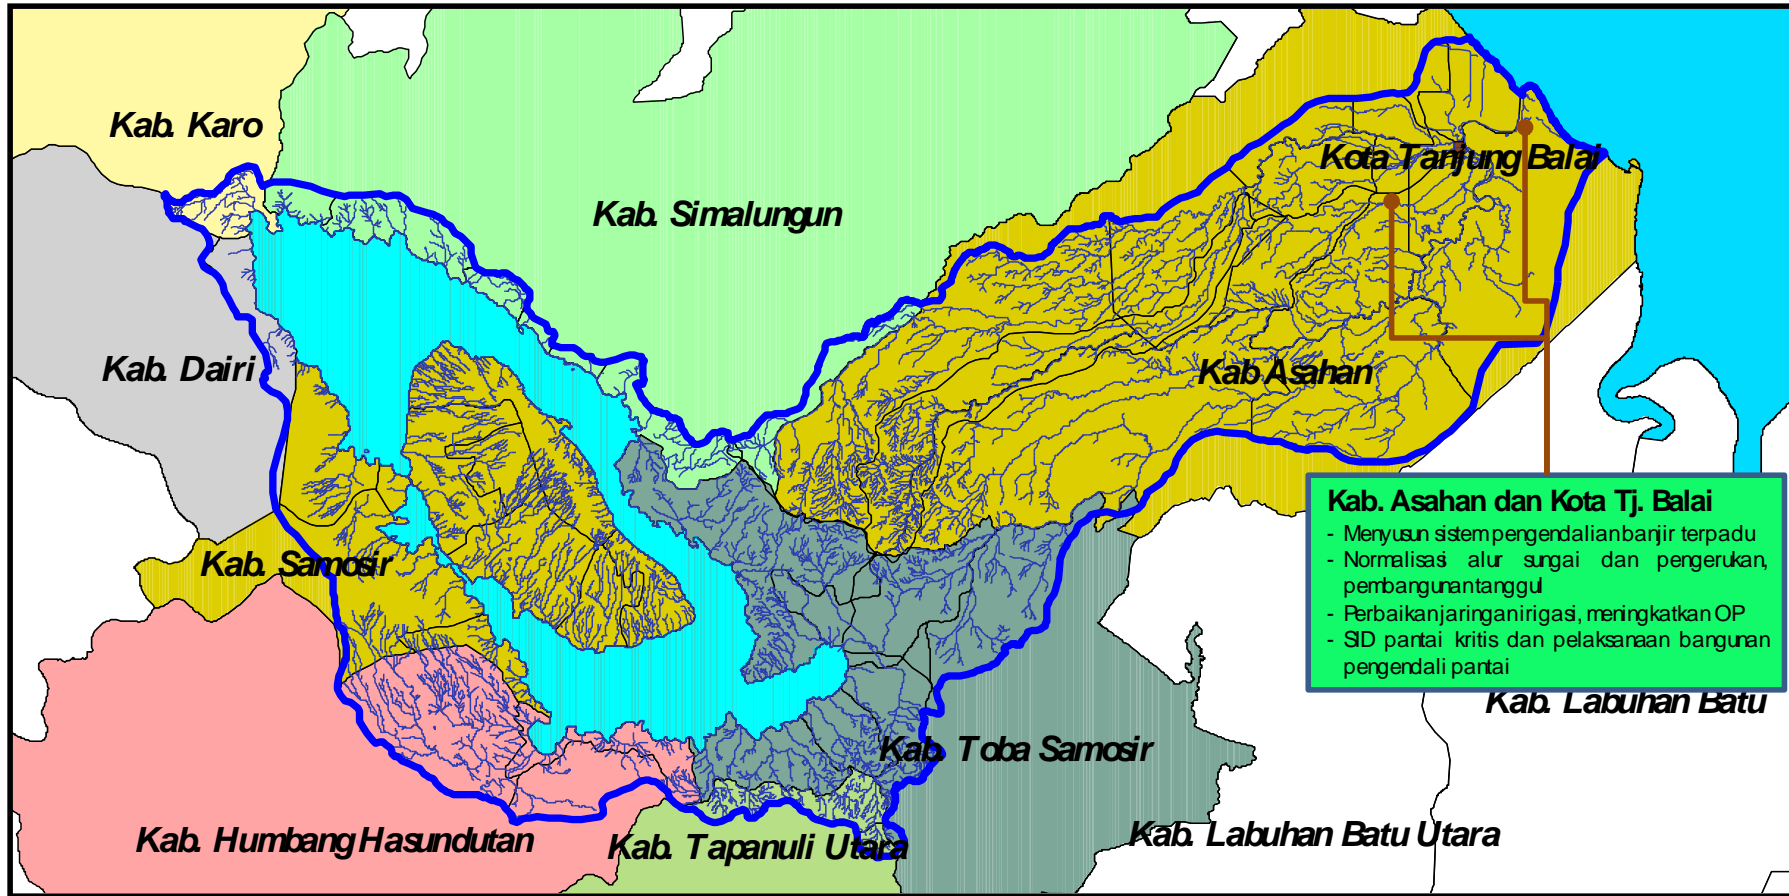 Kab. Karo
Kota Tanjung Balai
Kab. Simalungun
Kab. Dairi
Kab Asahan
Kab. Samosir
Kab. Asahan dan Kota Tj. Balai
- Menyusun sistem pengendalian banjir terpadu
- Normalisasi alur sungai dan pengerukan,
pembangunan tanggul
- Perbaikan jaringan irigasi, meningkatkan OP
- SID pantai kritis dan pelaksanaan bangunan
pengendali pantai
Kab. Labuhan Batu
Kab. Toba Samosir
Kab. Humbang Hasundutan
Kab. Tapanuli Utara
Kab. Labuhan Batu Utara